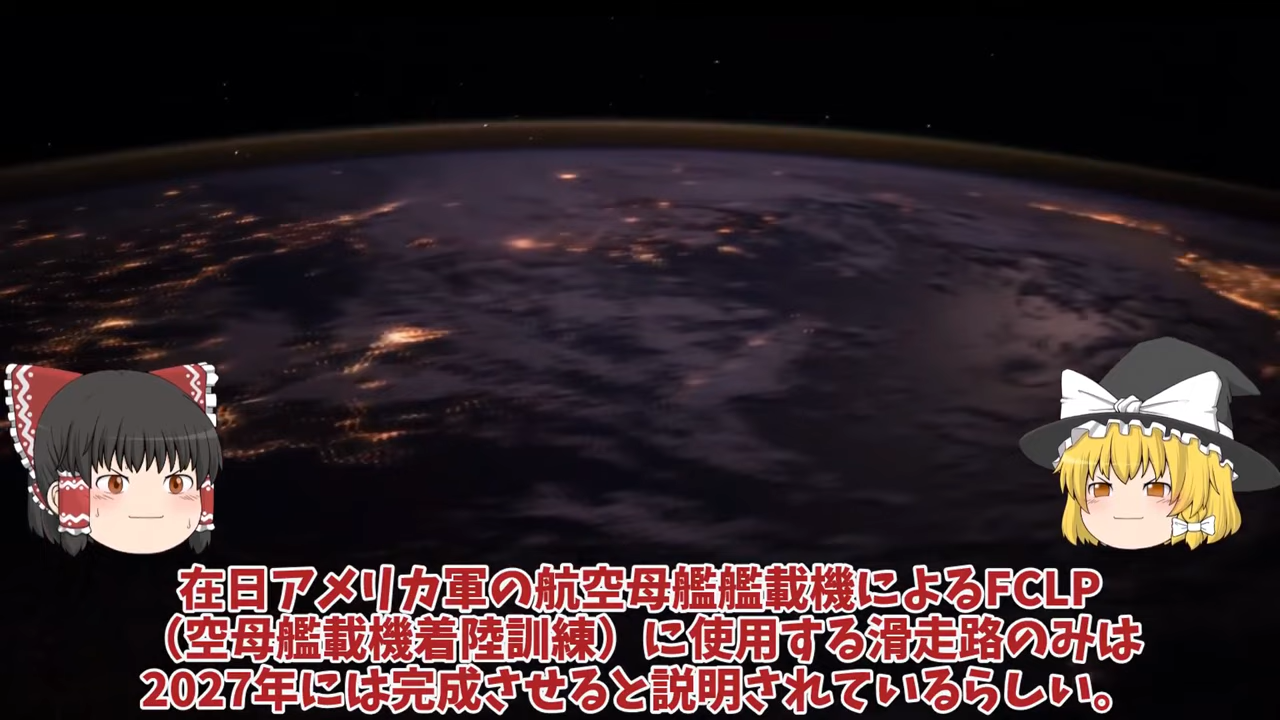 在日アメリカ軍の航空母艦艦載機によるFCLP
（空母艦載機着陸訓練）に使用する滑走路のみは
2027年には完成させると説明されているらしい。